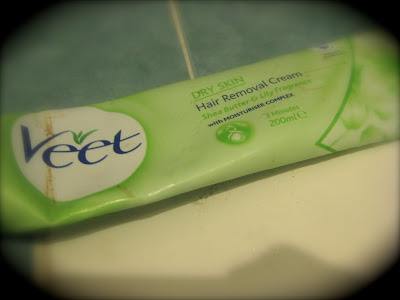 Veet
DRY SKIN
Hair Removal Cream
Shea Butter & Lily Fragrance
with MOISTURISER COMPLEX
3 Minutes
200ml ℮